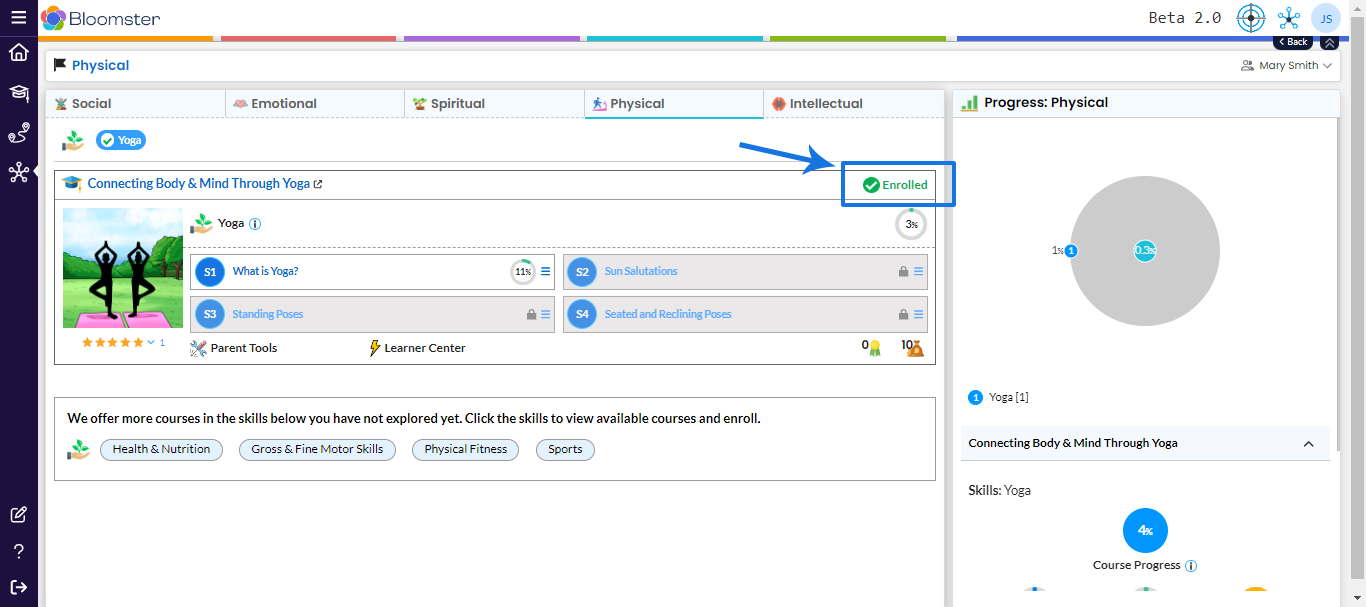 Bloomster
Beta 2.0
JS
Back
Physical
Mary Smith
Social
Emotional
Spiritual
Physical
Intellectual
Yoga
Connecting Body & Mind Through Yoga
Enrolled
Yoga
3%
S1 What is Yoga? 11%
S2 Sun Salutations
S3 Standing Poses
S4 Seated and Reclining Poses
1
Parent Tools
Learner Center
0
10
We offer more courses in the skills below you have not explored yet. Click the skills to view available courses and enroll.
Health & Nutrition
Gross & Fine Motor Skills
Physical Fitness
Sports
Progress: Physical
1% 1
0.3%
1 Yoga [1]
Connecting Body & Mind Through Yoga
Skills: Yoga
4%
Course Progress